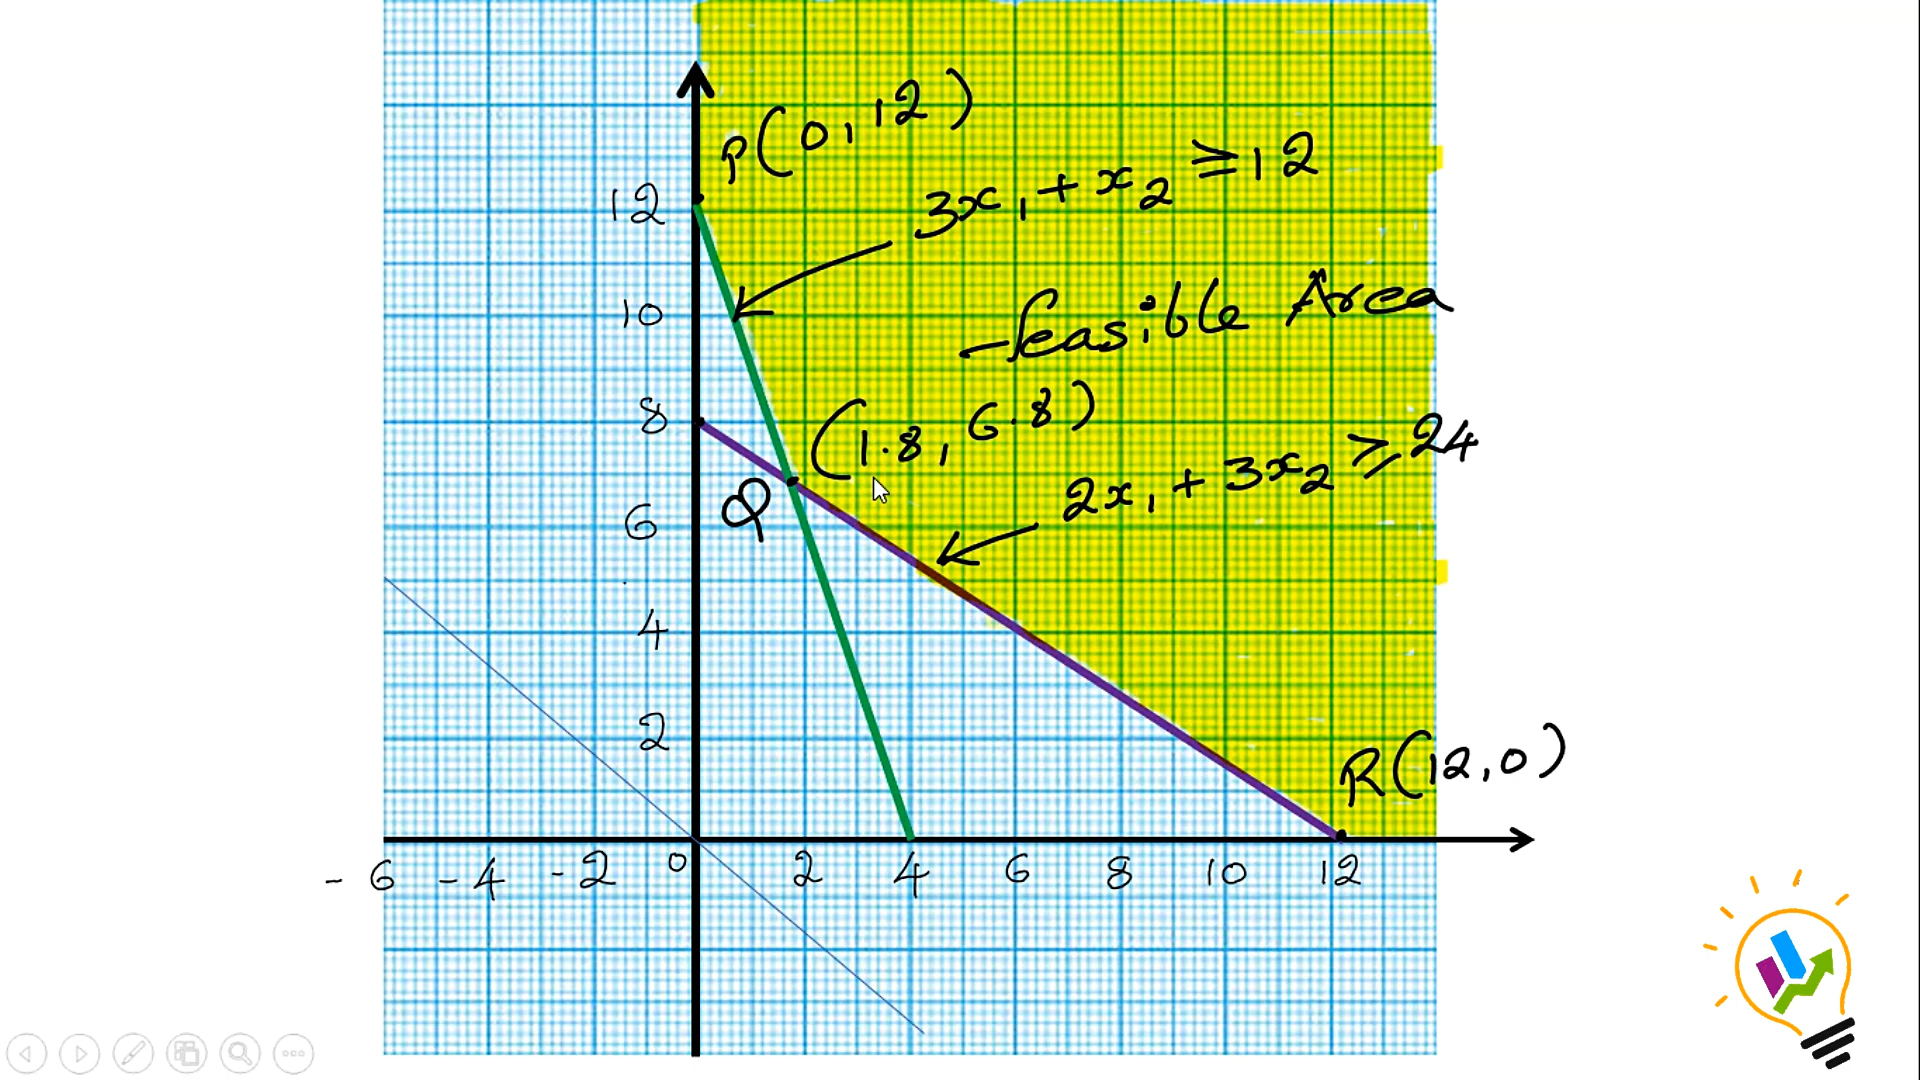 P(0,12)
3x₁ + x₂ ≥ 12
feasible Area
(1.8, 6.8)
2x₁ + 3x₂ ≥ 24
Q
R(12,0)
12
10
8
6
4
2
-6 -4 -2 0 2 4 6 8 10 12